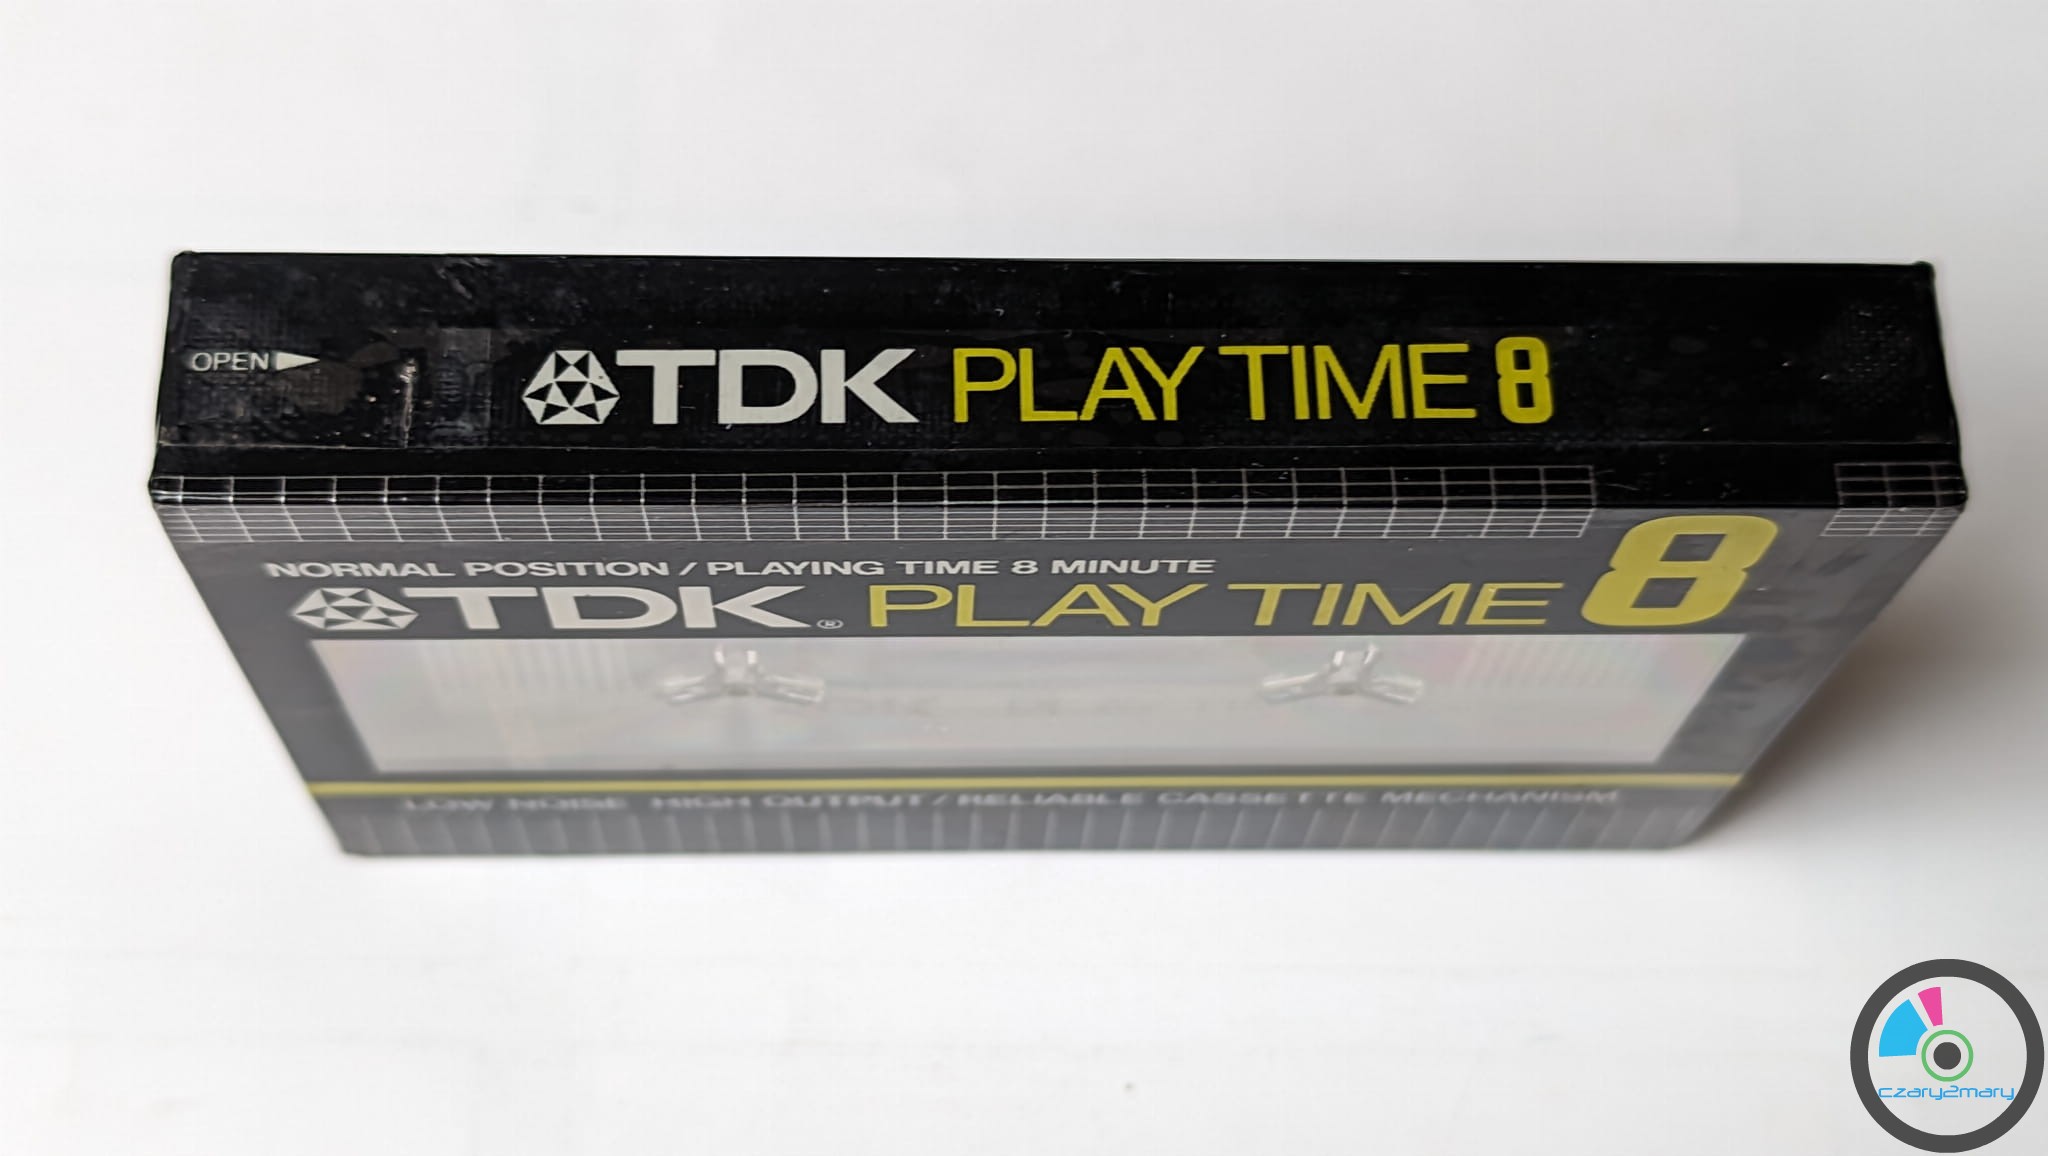 OPEN
TDK PLAY TIME 8
NORMAL POSITION / PLAYING TIME 8 MINUTE
TDK® PLAY TIME 8
LOW NOISE HIGH OUTPUT / RELIABLE CASSETTE MECHANISM
czary2mary